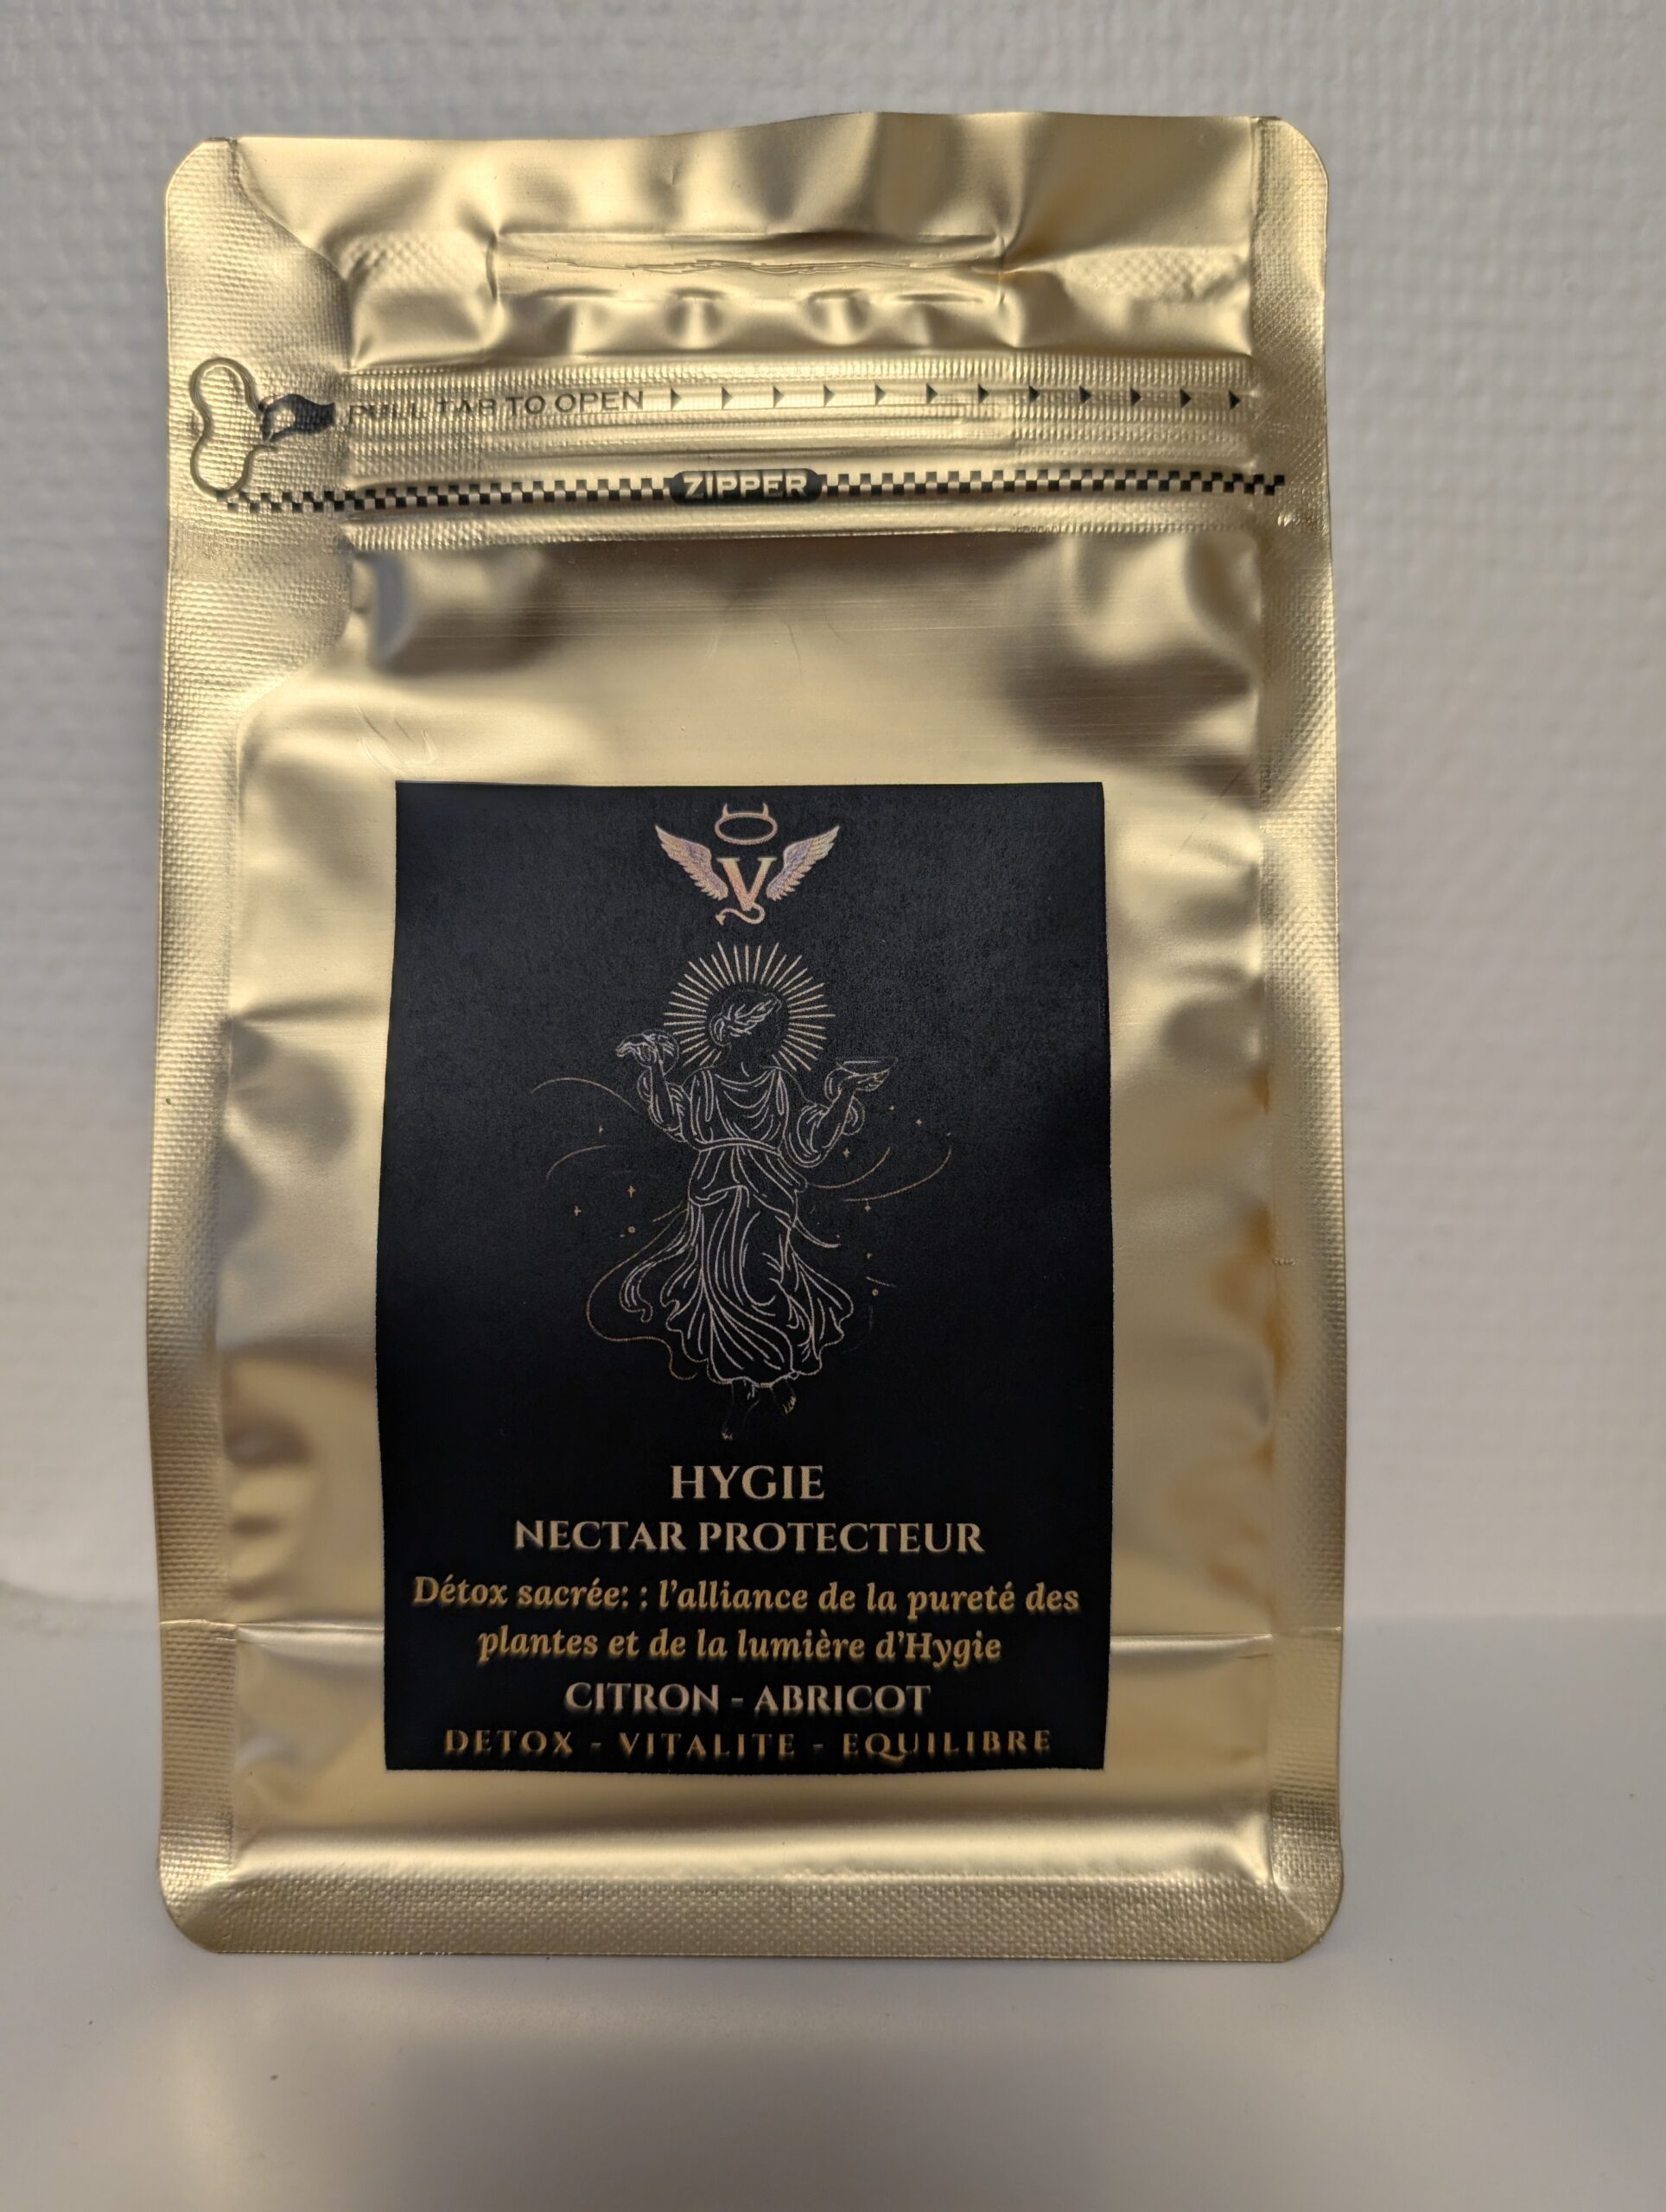 PULL TAB TO OPEN
ZIPPER
V
HYGIE
NECTAR PROTECTEUR
Détox sacrée: : l'alliance de la pureté des
plantes et de la lumière d'Hygie
CITRON - ABRICOT
DETOX - VITALITE - EQUILIBRE